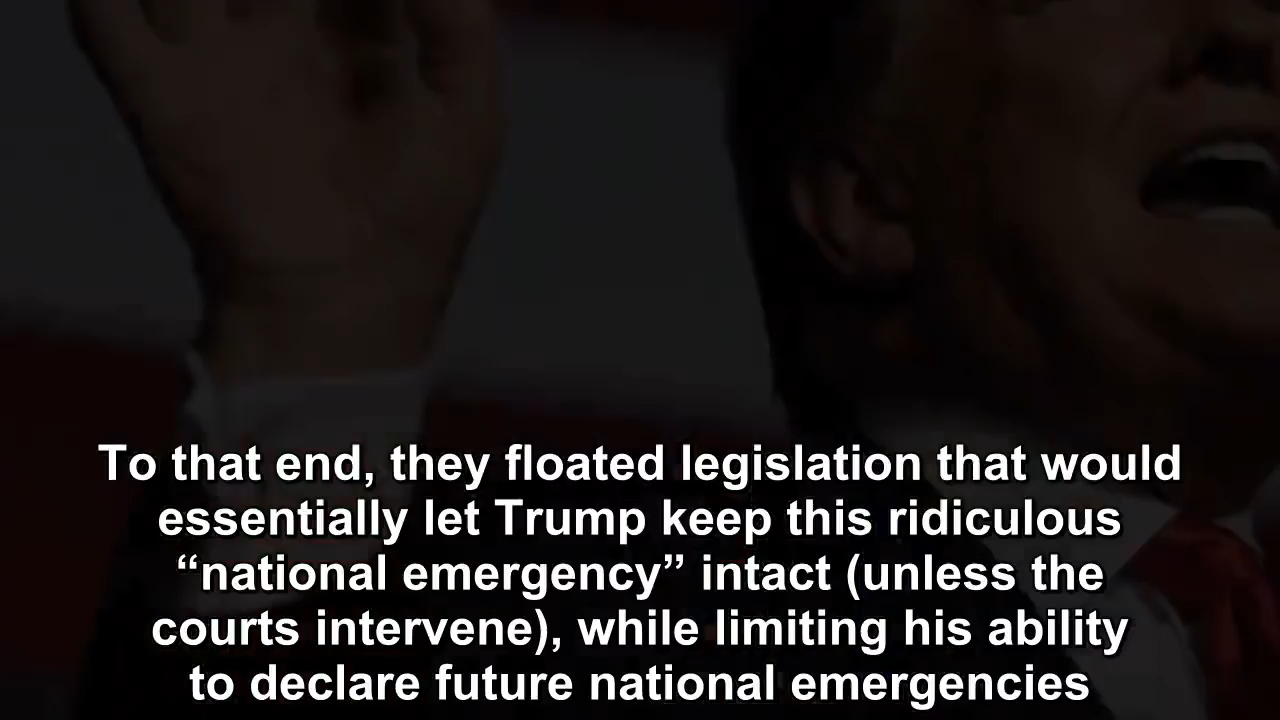 To that end, they floated legislation that would
essentially let Trump keep this ridiculous
“national emergency” intact (unless the
courts intervene), while limiting his ability
to declare future national emergencies